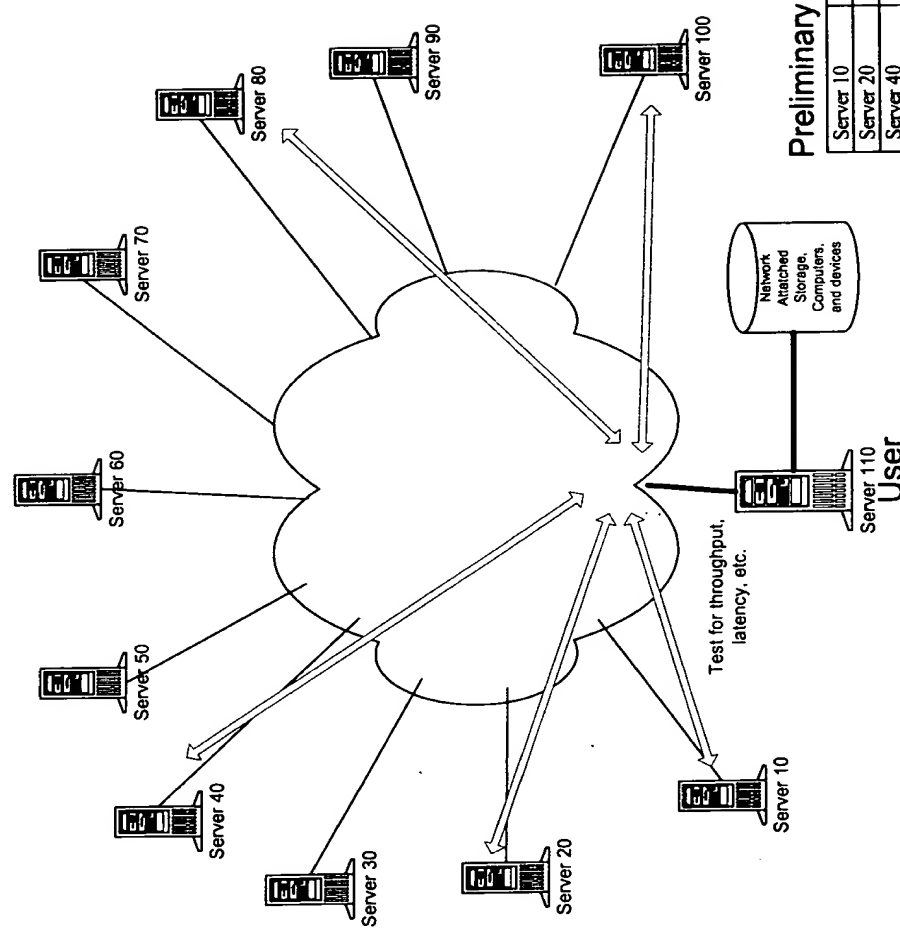 Server 70
Server 80
Server 90
Server 60
Server 50
Server 40
Server 30
Server 20
Server 10
Server 100
Test for throughput,
latency, etc.
Server 110
User
Network
Attatched
Storage,
Computers,
and devices
Preliminary
Server 10
Server 20
Server 40